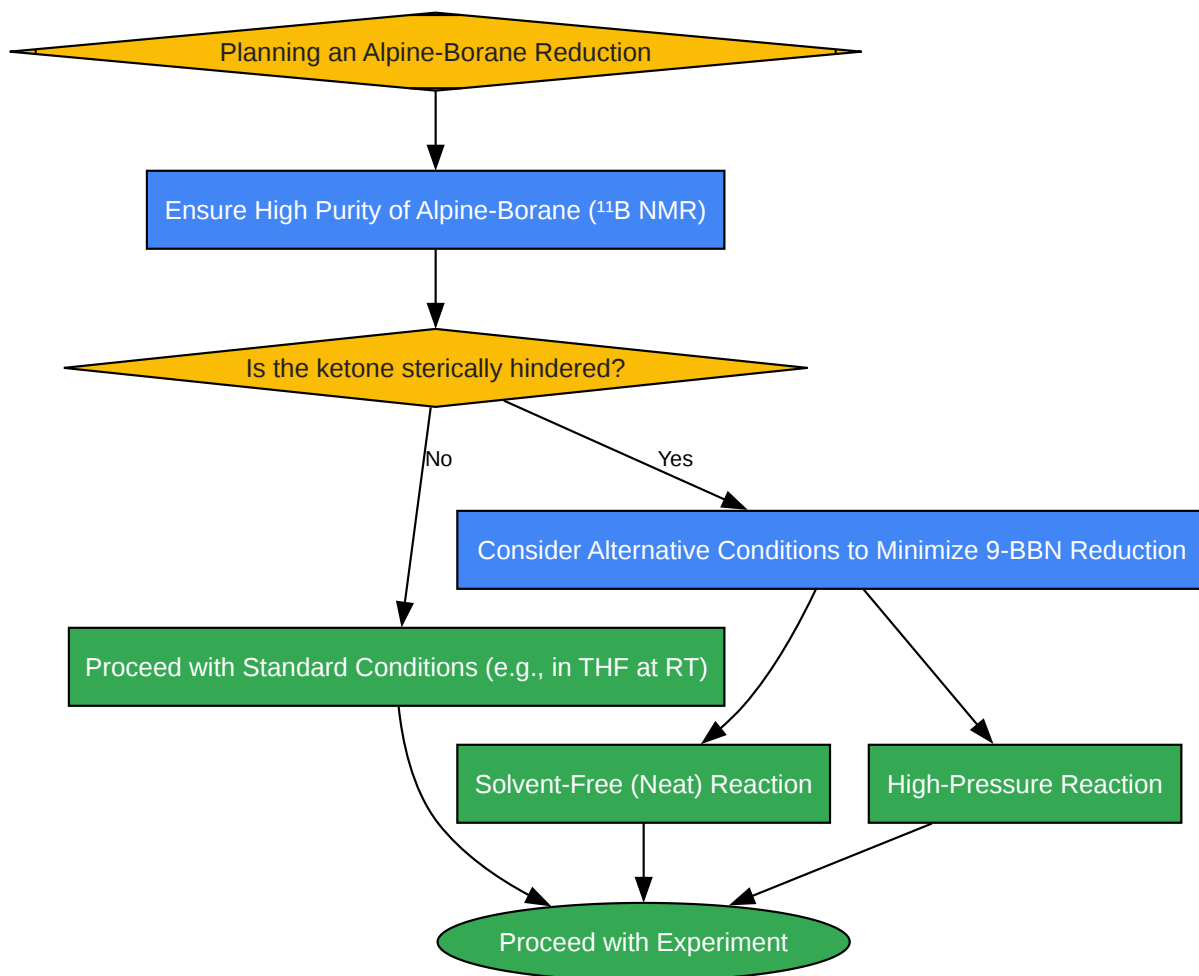 Planning an Alpine-Borane Reduction
Ensure High Purity of Alpine-Borane (¹¹B NMR)
Is the ketone sterically hindered?
No
Yes
Consider Alternative Conditions to Minimize 9-BBN Reduction
Proceed with Standard Conditions (e.g., in THF at RT)
Solvent-Free (Neat) Reaction
High-Pressure Reaction
Proceed with Experiment